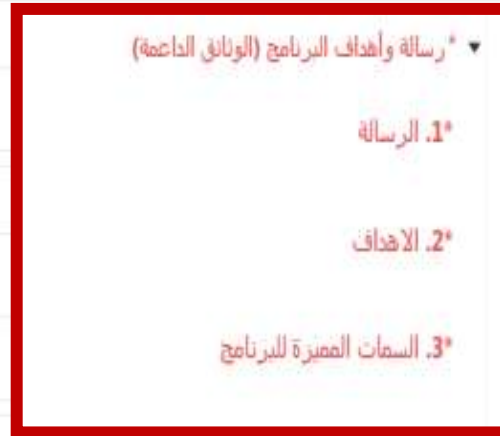 * رسالة وأهداف البرنامج (الوثائق الداعمة)
*1. الرسالة
*2. الاهداف
*3. السمات المميزة للبرنامج